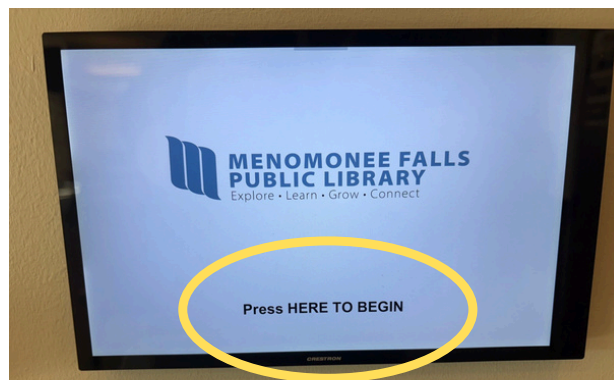 MENOMONEE FALLS
PUBLIC LIBRARY
Explore • Learn • Grow • Connect
Press HERE TO BEGIN
CRESTRON